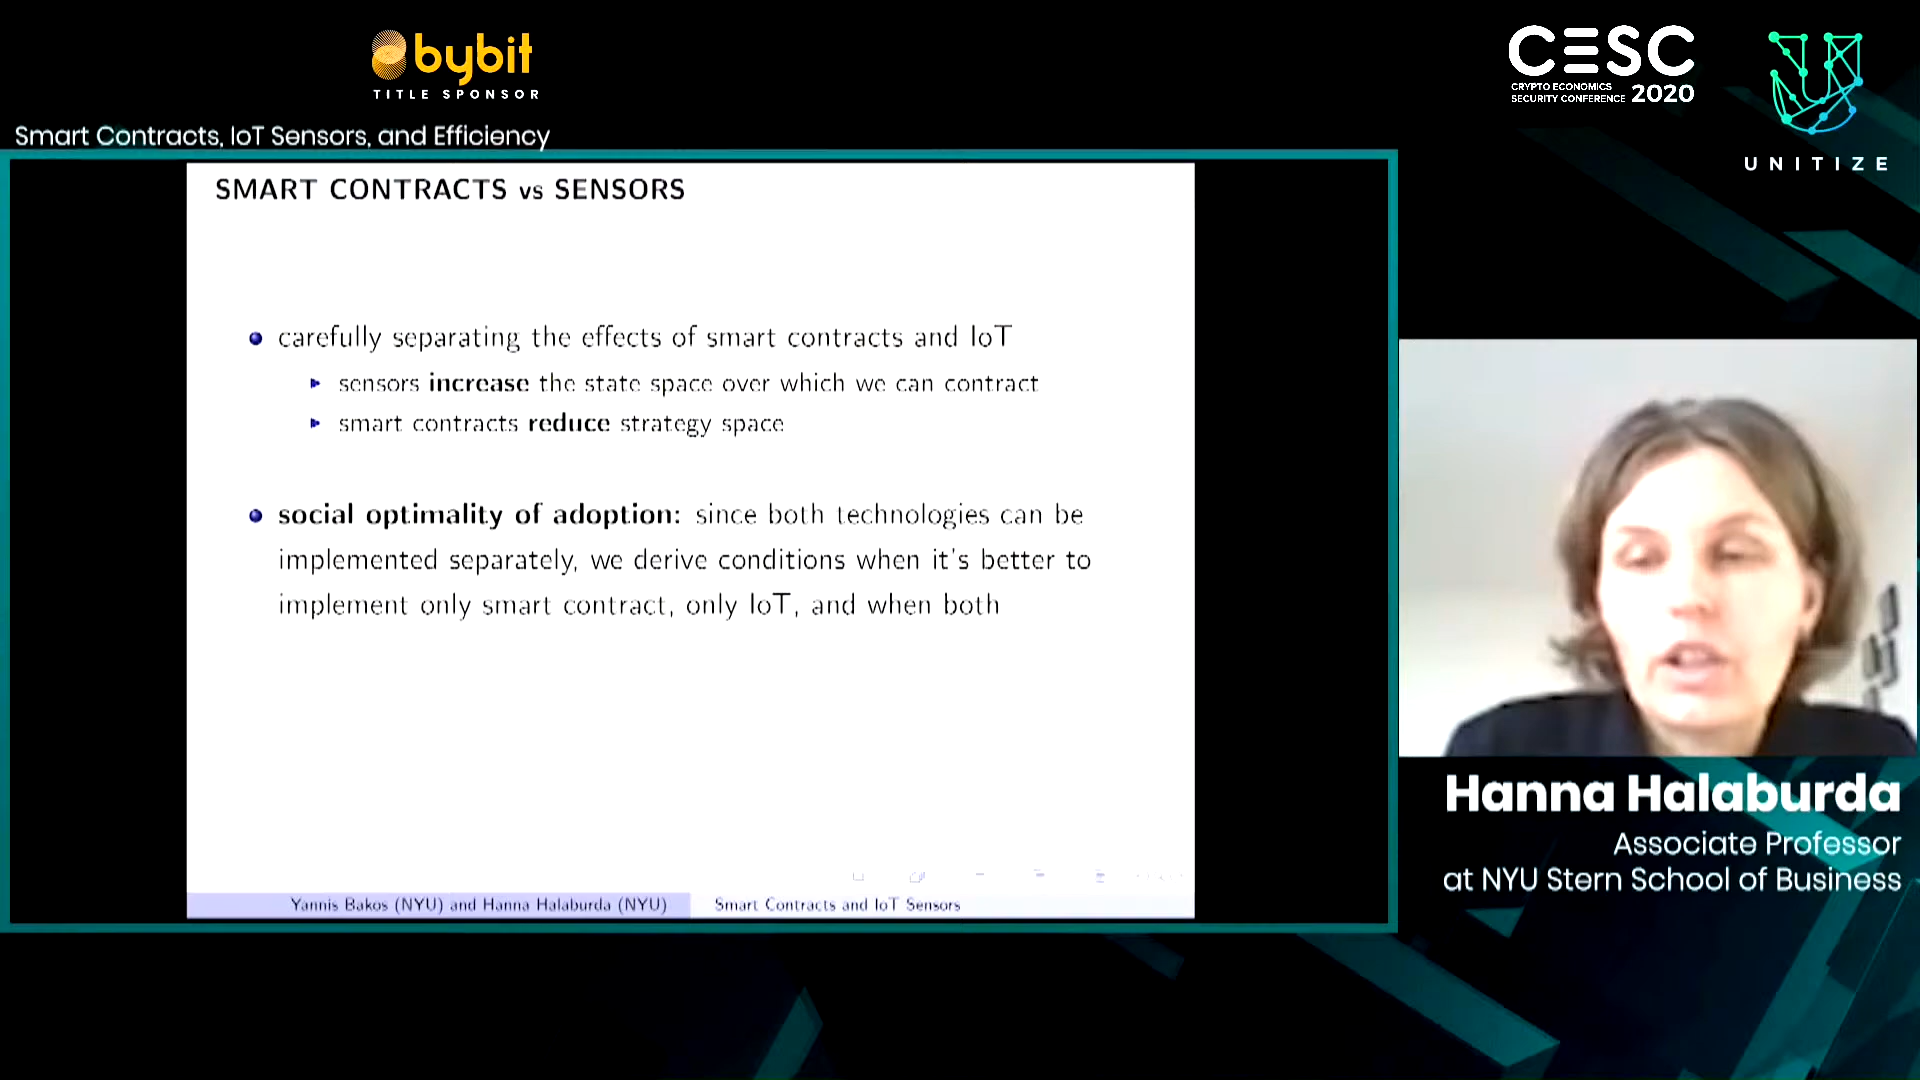 bybit
TITLE SPONSOR
CESC
CRYPTO ECONOMICS
SECURITY CONFERENCE 2020
UNITIZE
Smart Contracts, IoT Sensors, and Efficiency
SMART CONTRACTS vs SENSORS
carefully separating the effects of smart contracts and IoT
sensors increase the state space over which we can contract
smart contracts reduce strategy space
social optimality of adoption: since both technologies can be
implemented separately, we derive conditions when it's better to
implement only smart contract, only IoT, and when both
Yannis Bakos (NYU) and Hanna Halaburda (NYU)
Smart Contracts and IoT Sensors
Hanna Halaburda
Associate Professor
at NYU Stern School of Business